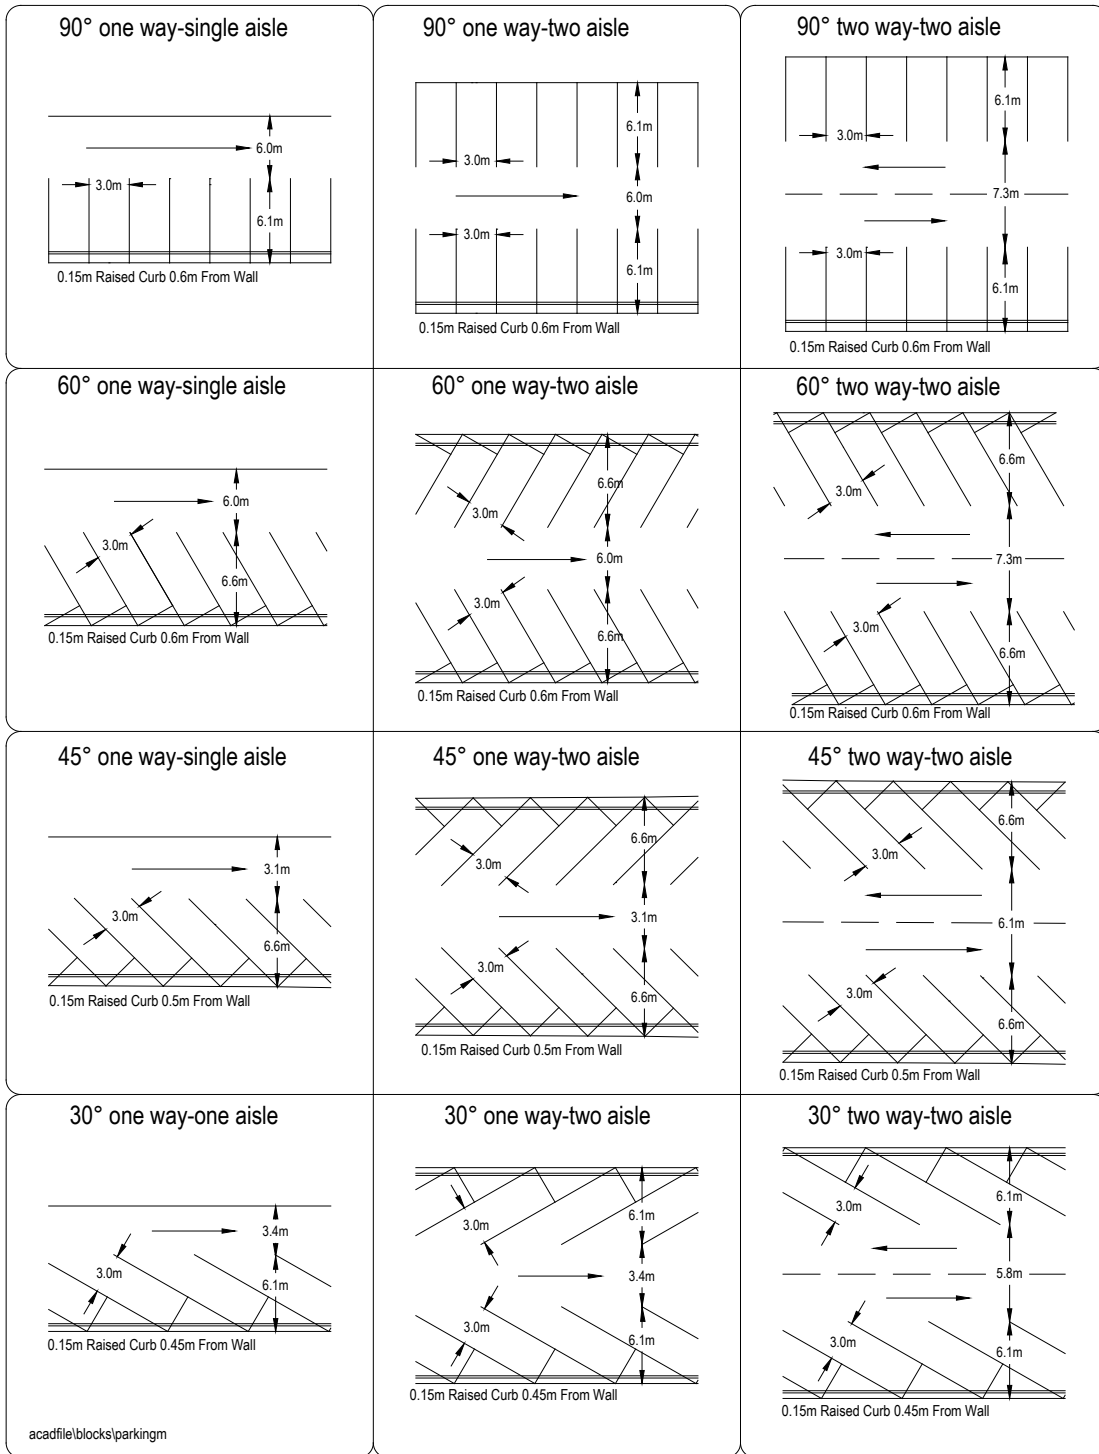 90° one way-single aisle
6.0m
3.0m
6.1m
0.15m Raised Curb 0.6m From Wall
90° one way-two aisle
6.1m
3.0m
6.0m
3.0m
6.1m
0.15m Raised Curb 0.6m From Wall
90° two way-two aisle
6.1m
3.0m
7.3m
3.0m
6.1m
0.15m Raised Curb 0.6m From Wall
60° one way-single aisle
6.0m
3.0m
6.6m
0.15m Raised Curb 0.6m From Wall
60° one way-two aisle
6.6m
3.0m
6.0m
3.0m
6.6m
0.15m Raised Curb 0.6m From Wall
60° two way-two aisle
6.6m
3.0m
7.3m
3.0m
6.6m
0.15m Raised Curb 0.6m From Wall
45° one way-single aisle
3.1m
3.0m
6.6m
0.15m Raised Curb 0.5m From Wall
45° one way-two aisle
6.6m
3.0m
3.1m
3.0m
6.6m
0.15m Raised Curb 0.5m From Wall
45° two way-two aisle
6.6m
3.0m
6.1m
3.0m
6.6m
0.15m Raised Curb 0.5m From Wall
30° one way-one aisle
3.4m
3.0m
6.1m
0.15m Raised Curb 0.45m From Wall
30° one way-two aisle
6.1m
3.0m
3.4m
3.0m
6.1m
0.15m Raised Curb 0.45m From Wall
30° two way-two aisle
6.1m
3.0m
5.8m
3.0m
6.1m
0.15m Raised Curb 0.45m From Wall
acadfile\blocks\parkingm